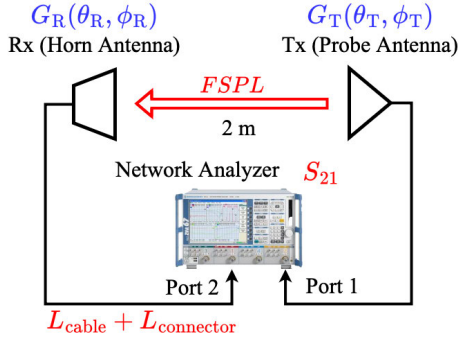 G_R(θ_R, ϕ_R) G_T(θ_T, ϕ_T)
Rx (Horn Antenna) Tx (Probe Antenna)
FSPL
2 m
Network Analyzer S_21
Port 2 Port 1
L_cable + L_connector